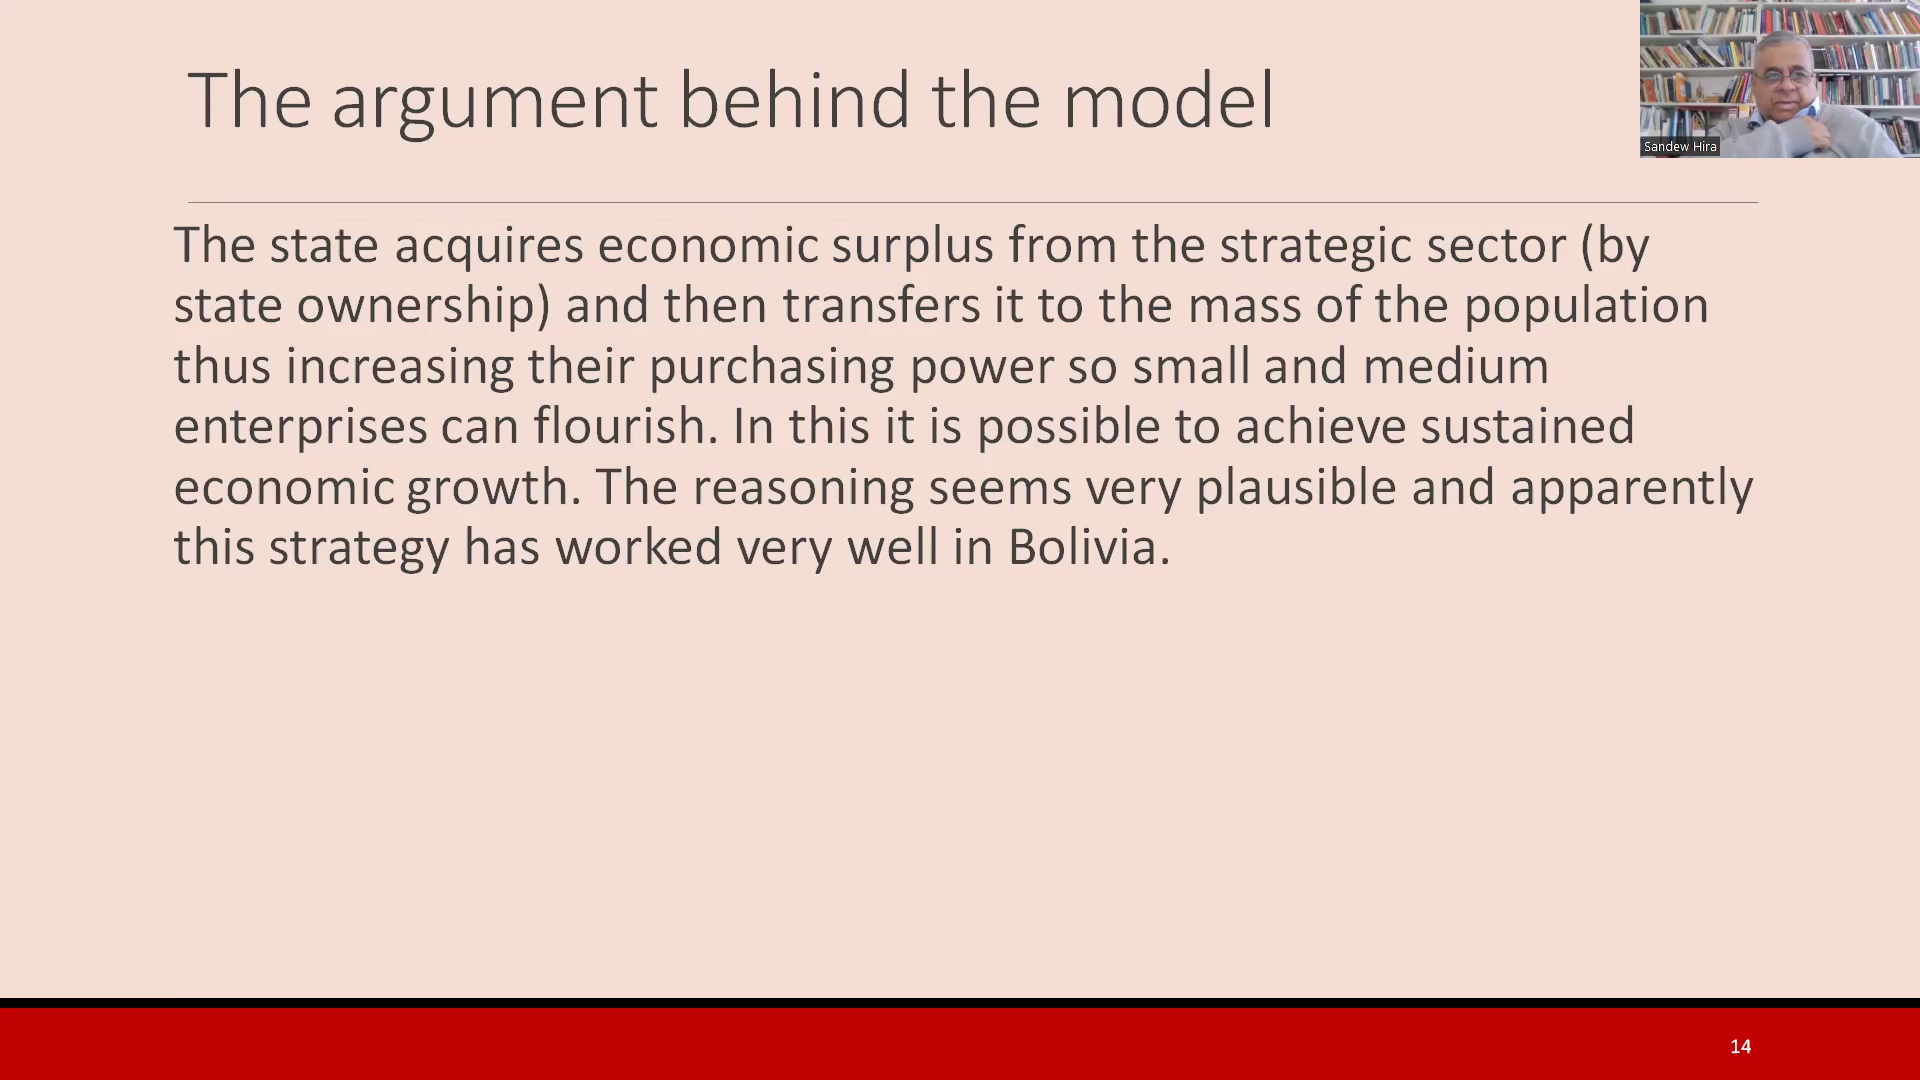 The argument behind the model
Sandew Hira
The state acquires economic surplus from the strategic sector (by
state ownership) and then transfers it to the mass of the population
thus increasing their purchasing power so small and medium
enterprises can flourish. In this it is possible to achieve sustained
economic growth. The reasoning seems very plausible and apparently
this strategy has worked very well in Bolivia.
14